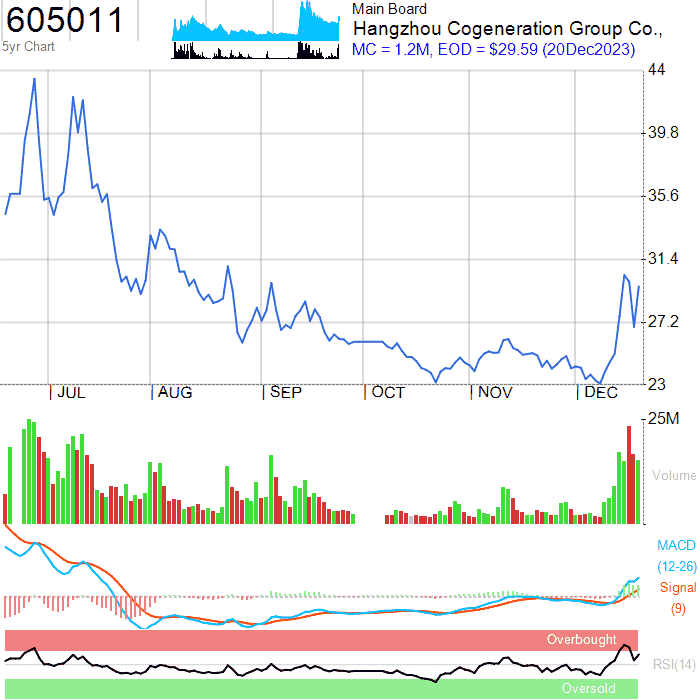 605011
5yr Chart
Main Board
Hangzhou Cogeneration Group Co.,
MC = 1.2M, EOD = $29.59 (20Dec2023)
44
39.8
35.6
31.4
27.2
23
JUL AUG SEP OCT NOV DEC
25M
Volume
MACD
(12-26)
Signal
(9)
Overbought
RSI(14)
Oversold